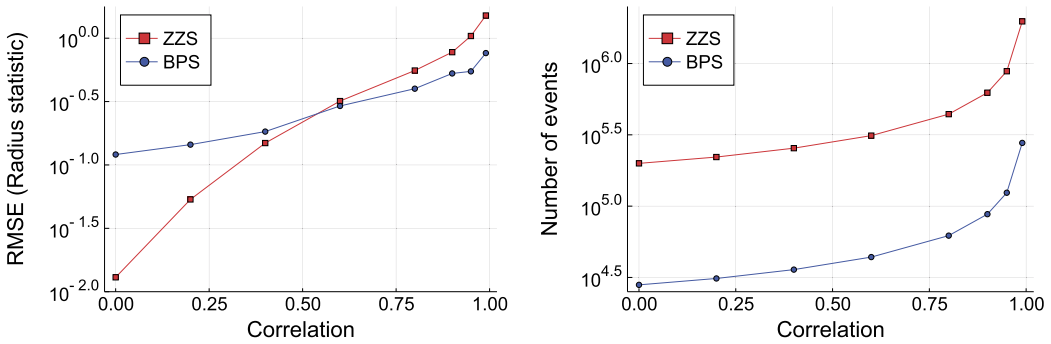 RMSE (Radius statistic)
10^0.0
10^-0.5
10^-1.0
10^-1.5
10^-2.0
ZZS
BPS
0.00 0.25 0.50 0.75 1.00
Correlation
Number of events
10^6.0
10^5.5
10^5.0
10^4.5
ZZS
BPS
0.00 0.25 0.50 0.75 1.00
Correlation